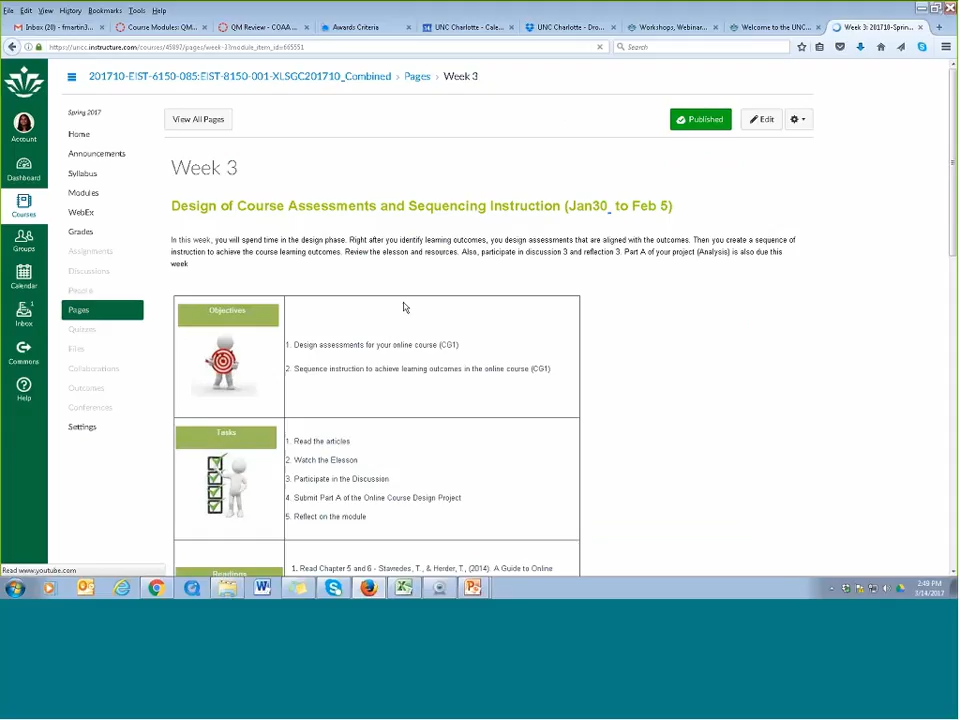 File Edit View History Bookmarks Tools Help
Inbox (28) - fmartin3... Course Modules: QM... QM Review - COAA... Awards Criteria UNC Charlotte - Cale... UNC Charlotte - Dro... Workshops, Webinar... Welcome to the UNC... Week 3: 201710-Sprin...
https://uncc.instructure.com/courses/45097/pages/week-3?module_item_id=665551 Search
201710-EIST-6150-085:EIST-8150-001-XLSGC201710_Combined > Pages > Week 3
Spring 2017
View All Pages Published Edit
Account
Dashboard
Courses
Groups
Calendar
1
Inbox
Commons
Help
Home
Announcements
Syllabus
Modules
WebEx
Grades
Assignments
Discussions
People
Pages
Quizzes
Files
Collaborations
Outcomes
Conferences
Settings
Week 3
Design of Course Assessments and Sequencing Instruction (Jan30_ to Feb 5)
In this week, you will spend time in the design phase. Right after you identify learning outcomes, you design assessments that are aligned with the outcomes. Then you create a sequence of
instruction to achieve the course learning outcomes. Review the elesson and resources. Also, participate in discussion 3 and reflection 3. Part A of your project (Analysis) is also due this
week
Objectives
1. Design assessments for your online course (CG1)
2. Sequence instruction to achieve learning outcomes in the online course (CG1)
Tasks
1. Read the articles
2. Watch the Elesson
3. Participate in the Discussion
4. Submit Part A of the Online Course Design Project
5. Reflect on the module
Readings
1. Read Chapter 5 and 6 - Stavredes, T., & Herder, T., (2014) A Guide to Online
Read www.youtube.com
2:49 PM
3/14/2017